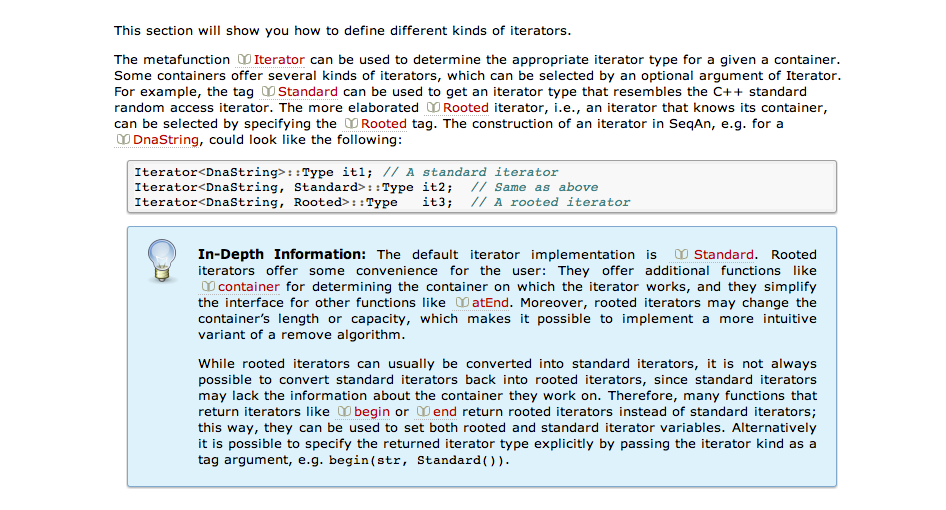 This section will show you how to define different kinds of iterators.
The metafunction Iterator can be used to determine the appropriate iterator type for a given a container.
Some containers offer several kinds of iterators, which can be selected by an optional argument of Iterator.
For example, the tag Standard can be used to get an iterator type that resembles the C++ standard
random access iterator. The more elaborated Rooted iterator, i.e., an iterator that knows its container,
can be selected by specifying the Rooted tag. The construction of an iterator in SeqAn, e.g. for a
DnaString, could look like the following:
Iterator<DnaString>::Type it1; // A standard iterator
Iterator<DnaString, Standard>::Type it2;  // Same as above
Iterator<DnaString, Rooted>::Type   it3;  // A rooted iterator
In-Depth Information: The default iterator implementation is Standard. Rooted
iterators offer some convenience for the user: They offer additional functions like
container for determining the container on which the iterator works, and they simplify
the interface for other functions like atEnd. Moreover, rooted iterators may change the
container's length or capacity, which makes it possible to implement a more intuitive
variant of a remove algorithm.
While rooted iterators can usually be converted into standard iterators, it is not always
possible to convert standard iterators back into rooted iterators, since standard iterators
may lack the information about the container they work on. Therefore, many functions that
return iterators like begin or end return rooted iterators instead of standard iterators;
this way, they can be used to set both rooted and standard iterator variables. Alternatively
it is possible to specify the returned iterator type explicitly by passing the iterator kind as a
tag argument, e.g. begin(str, Standard()).